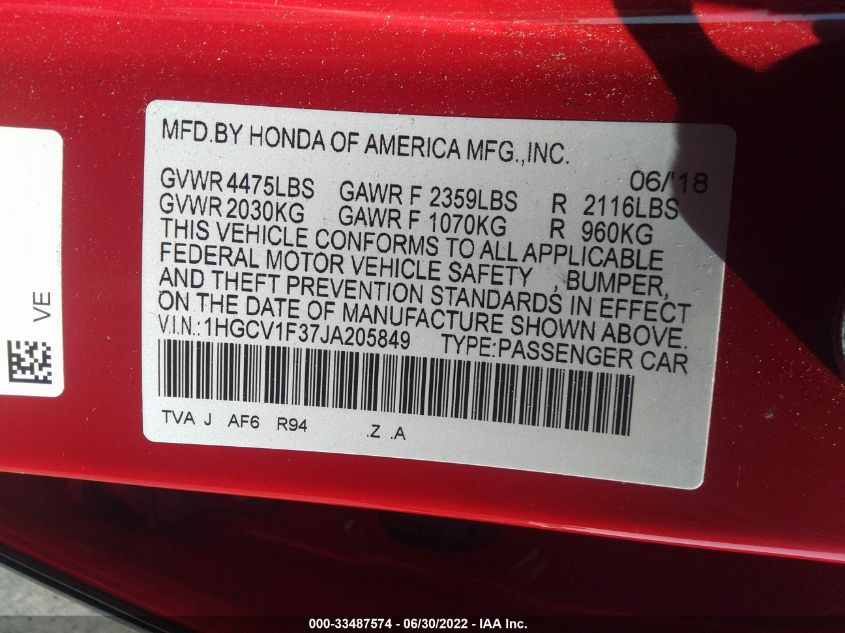 MFD.BY HONDA OF AMERICA MFG.,INC.
06/'18
GVWR 4475LBS GAWR F 2359LBS R 2116LBS
GVWR 2030KG GAWR F 1070KG R 960KG
THIS VEHICLE CONFORMS TO ALL APPLICABLE
FEDERAL MOTOR VEHICLE SAFETY , BUMPER,
AND THEFT PREVENTION STANDARDS IN EFFECT
ON THE DATE OF MANUFACTURE SHOWN ABOVE.
V.I.N.:1HGCV1F37JA205849 TYPE:PASSENGER CAR
TVA J AF6 R94 .Z .A
VE
000-33487574 - 06/30/2022 - IAA Inc.